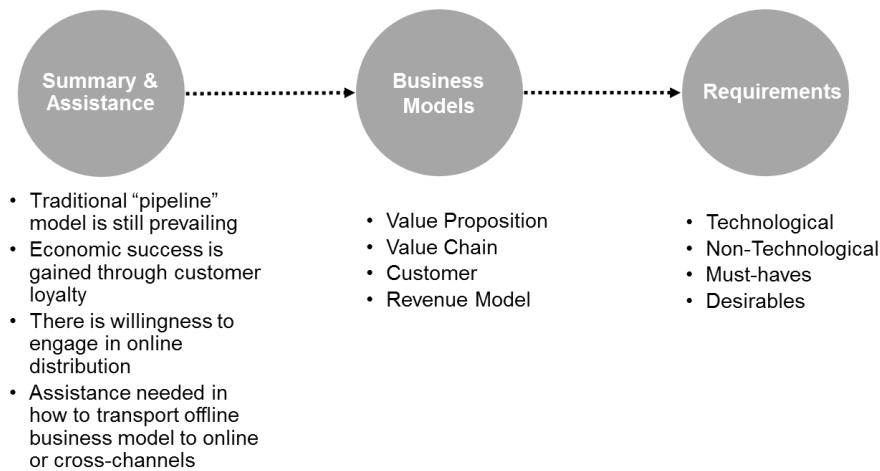 Summary &
Assistance
• Traditional “pipeline”
model is still prevailing
• Economic success is
gained through customer
loyalty
• There is willingness to
engage in online
distribution
• Assistance needed in
how to transport offline
business model to online
or cross-channels
Business
Models
• Value Proposition
• Value Chain
• Customer
• Revenue Model
Requirements
• Technological
• Non-Technological
• Must-haves
• Desirables